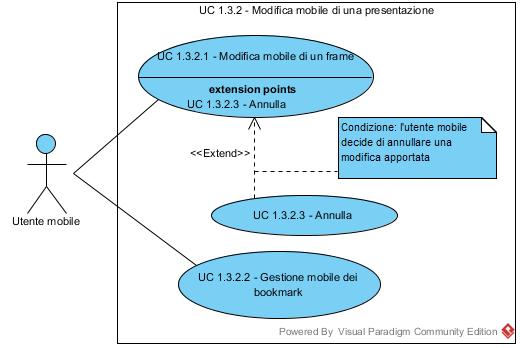 UC 1.3.2 - Modifica mobile di una presentazione
UC 1.3.2.1 - Modifica mobile di un frame
extension points
UC 1.3.2.3 - Annulla
Condizione: l'utente mobile
decide di annullare una
modifica apportata
<<Extend>>
Utente mobile
UC 1.3.2.3 - Annulla
UC 1.3.2.2 - Gestione mobile dei
bookmark
Powered By Visual Paradigm Community Edition